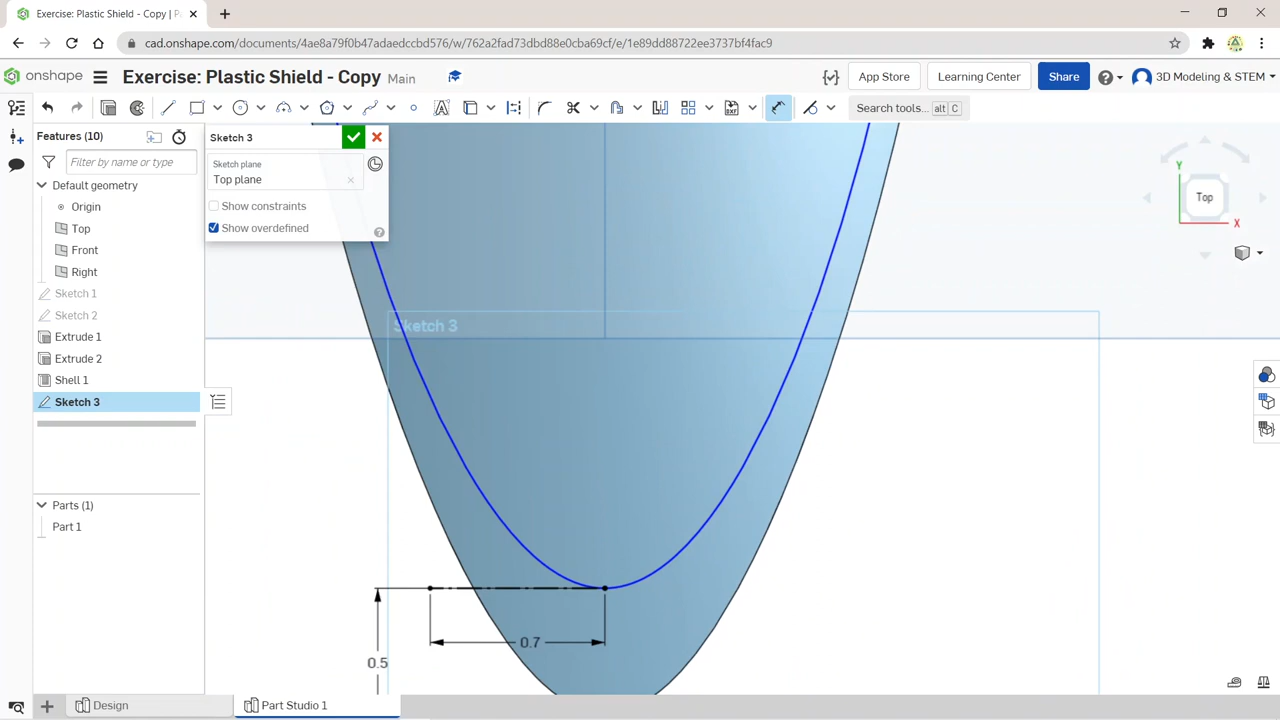 Exercise: Plastic Shield - Copy | P
cad.onshape.com/documents/4ae8a79f0b47adaedccbd576/w/762a2fad73dbd88e0cba69cf/e/1e89dd88722ee3737bf4fac9
onshape
Exercise: Plastic Shield - Copy Main
App Store
Learning Center
Share
3D Modeling & STEM
Search tools... alt C
Features (10)
Filter by name or type
Default geometry
Origin
Top
Front
Right
Sketch 1
Sketch 2
Extrude 1
Extrude 2
Shell 1
Sketch 3
Parts (1)
Part 1
Sketch 3
Sketch plane
Top plane
Show constraints
Show overdefined
Sketch 3
0.7
0.5
Y
Top
X
Design
Part Studio 1